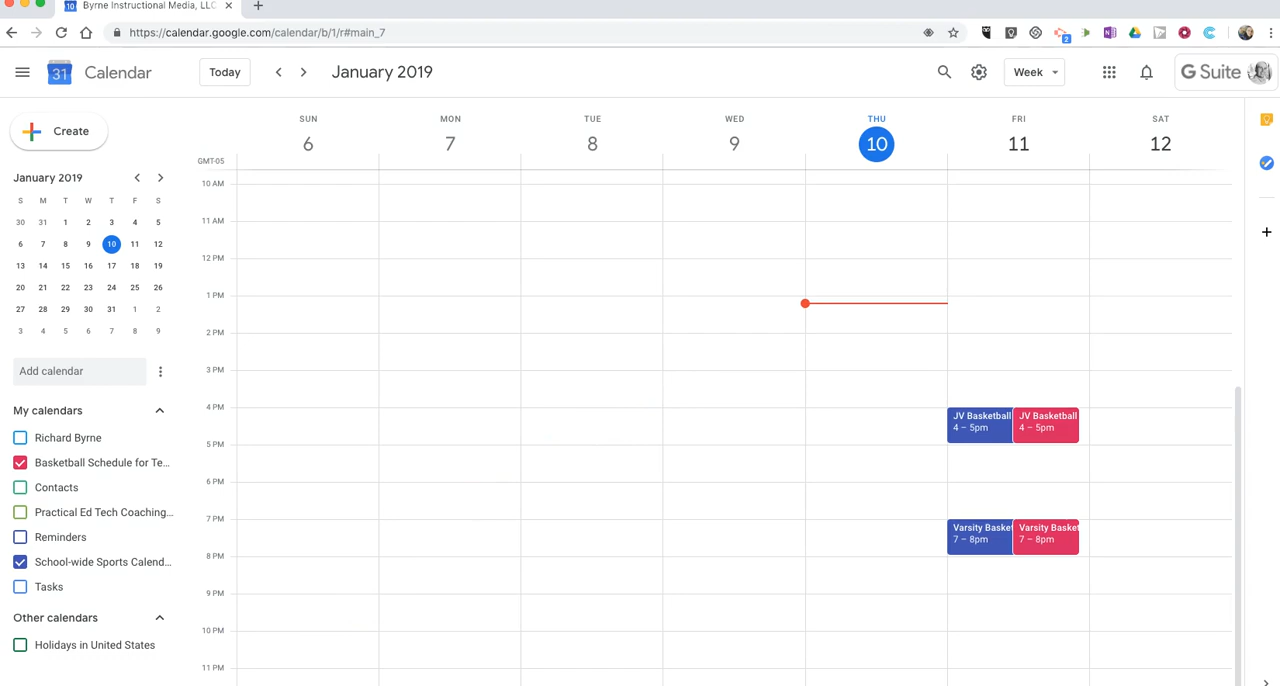 Byrne Instructional Media, LLC
https://calendar.google.com/calendar/b/1/r#main_7
2
31 Calendar Today January 2019 Week G Suite
Create
SUN MON TUE WED THU FRI SAT
6 7 8 9 10 11 12
GMT-05
January 2019
S M T W T F S
30 31 1 2 3 4 5
6 7 8 9 10 11 12
13 14 15 16 17 18 19
20 21 22 23 24 25 26
27 28 29 30 31 1 2
3 4 5 6 7 8 9
Add calendar
My calendars
Richard Byrne
Basketball Schedule for Te...
Contacts
Practical Ed Tech Coaching...
Reminders
School-wide Sports Calend...
Tasks
Other calendars
Holidays in United States
10 AM
11 AM
12 PM
1 PM
2 PM
3 PM
4 PM
5 PM
6 PM
7 PM
8 PM
9 PM
10 PM
11 PM
JV Basketball JV Basketball
4 – 5pm 4 – 5pm
Varsity Basket Varsity Basket
7 – 8pm 7 – 8pm